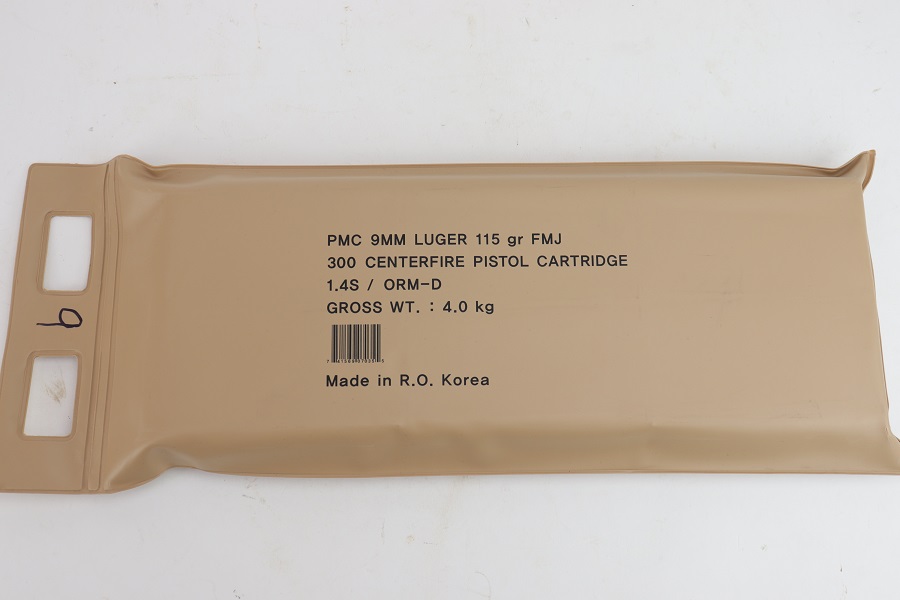 PMC 9MM LUGER 115 gr FMJ
300 CENTERFIRE PISTOL CARTRIDGE
1.4S / ORM-D
GROSS WT. : 4.0 kg
Made in R.O. Korea
9